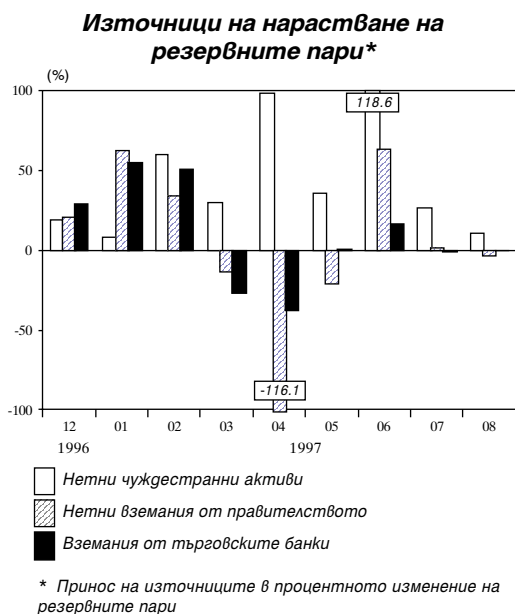 Източници на нарастване на
резервните пари*
(%)
100
118.6
50
0
-50
-116.1
-100
12 01 02 03 04 05 06 07 08
1996 1997
Нетни чуждестранни активи
Нетни вземания от правителството
Вземания от търговските банки
* Принос на източниците в процентното изменение на
резервните пари